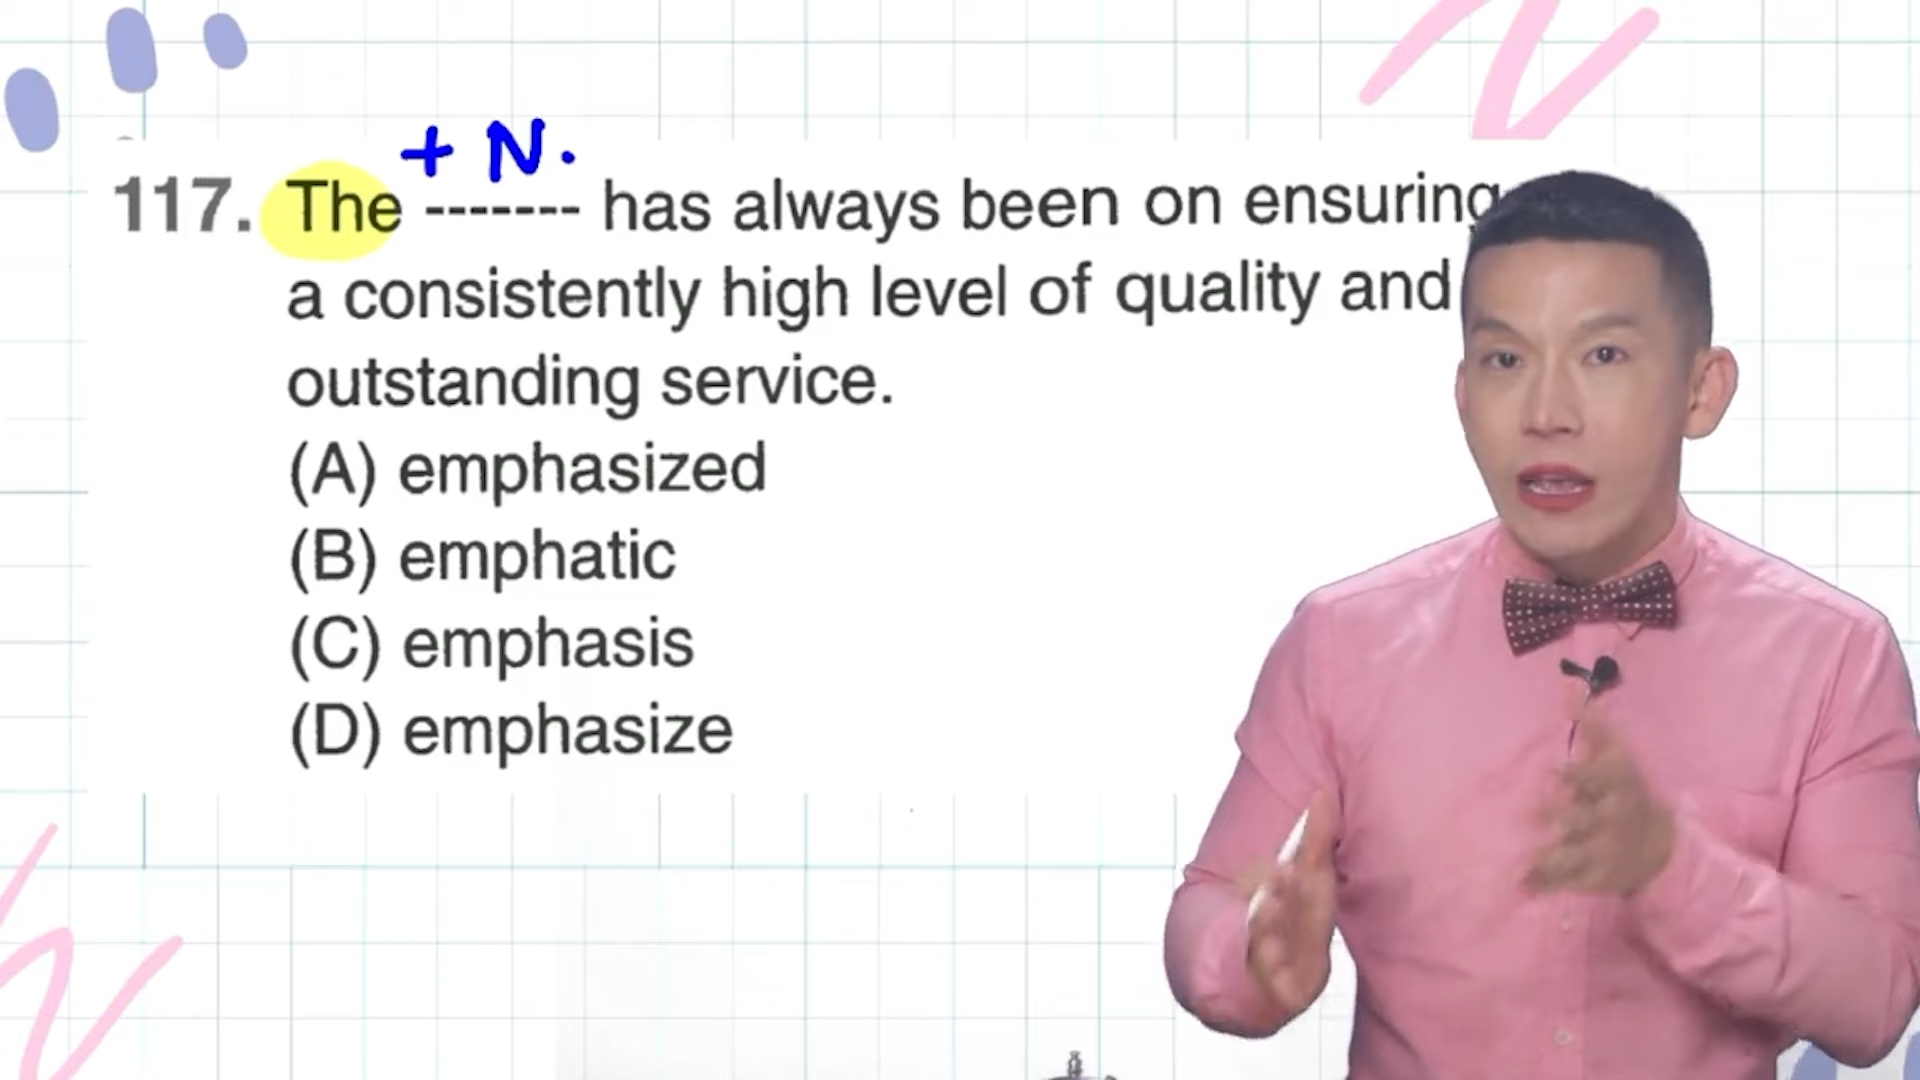 + N.
117. The ------- has always been on ensuring
a consistently high level of quality and
outstanding service.
(A) emphasized
(B) emphatic
(C) emphasis
(D) emphasize